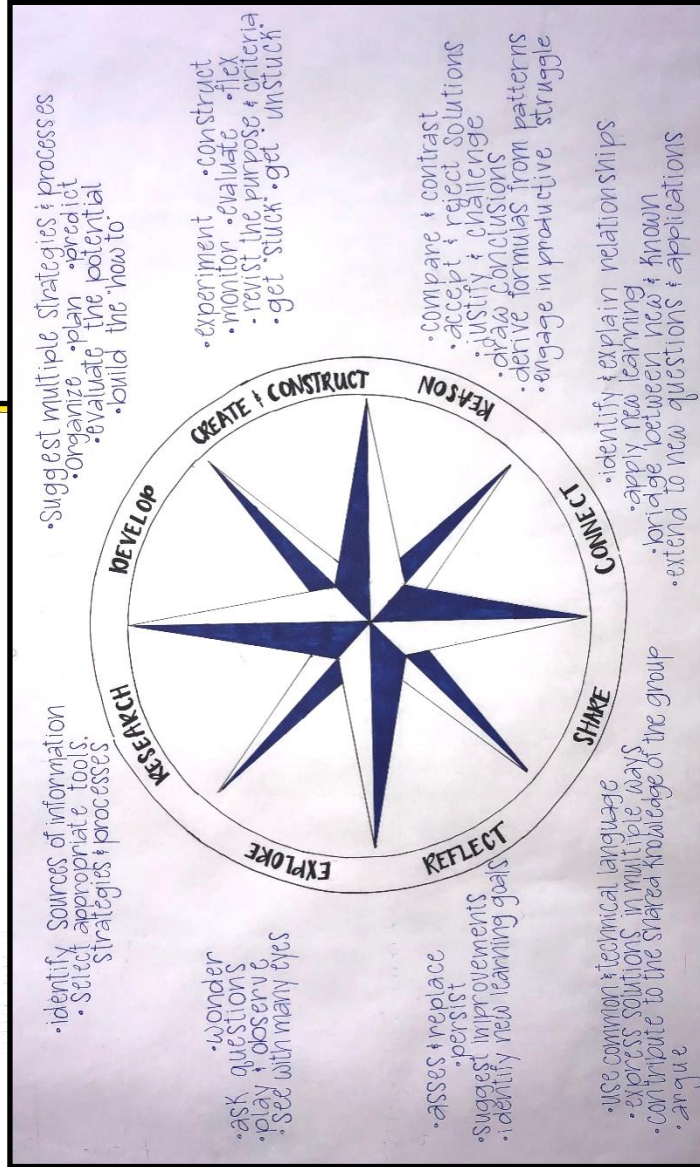 EXPLORE
•wonder
•ask questions
•play & observe
•see with many eyes
RESEARCH
•identify sources of information
•select appropriate tools,
strategies & processes
DEVELOP
•suggest multiple strategies & processes
•organize •plan •predict
•evaluate the potential
•build the "how to"
CREATE & CONSTRUCT
•experiment •construct
•monitor •evaluate •flex
•revist the purpose & criteria
•get "stuck" •get "unstuck"
REASON
•compare & contrast
•accept & reject solutions
•justify & challenge
•draw conclusions
•derive formulas from patterns
•engage in productive struggle
CONNECT
•identify & explain relationships
•apply new learning
•bridge between new & known
•extend to new questions & applications
SHARE
•use common & technical language
•express solutions in multiple ways
•contribute to the shared knowledge of the group
•argue
REFLECT
•asses & replace
•persist
•suggest improvements
•identify new learning goals